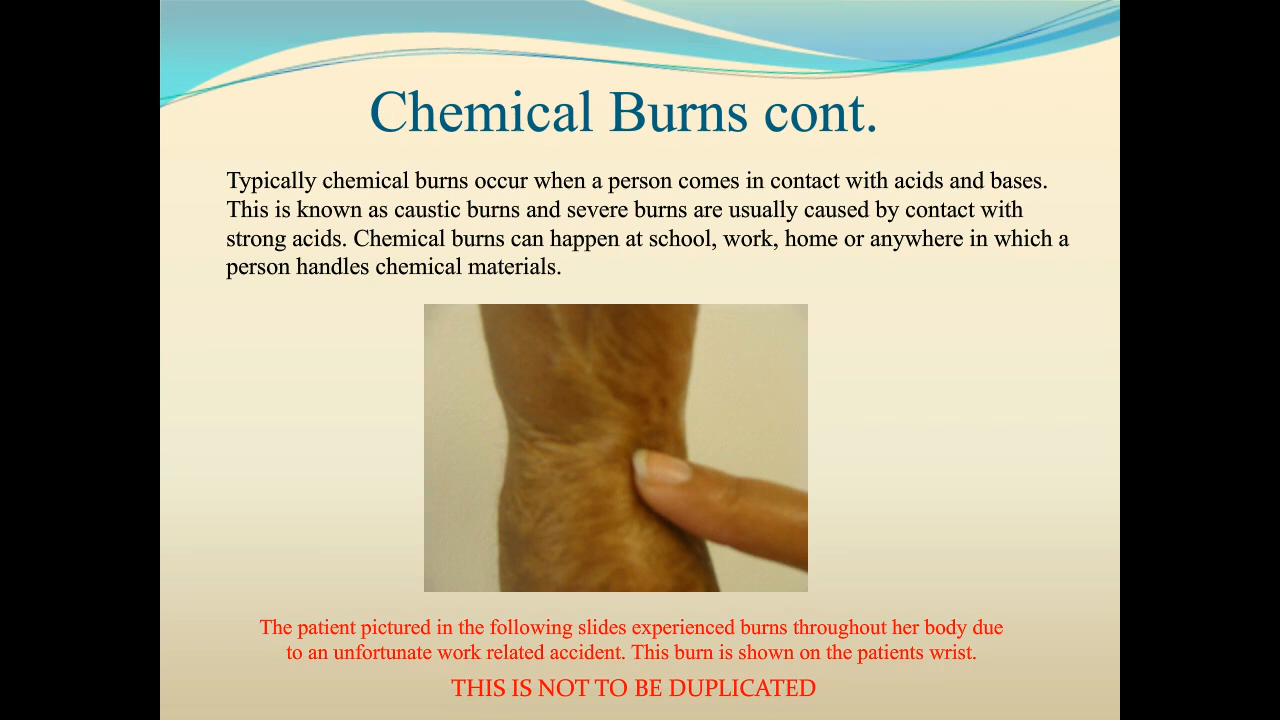 Chemical Burns cont.
Typically chemical burns occur when a person comes in contact with acids and bases.
This is known as caustic burns and severe burns are usually caused by contact with
strong acids. Chemical burns can happen at school, work, home or anywhere in which a
person handles chemical materials.
The patient pictured in the following slides experienced burns throughout her body due
to an unfortunate work related accident. This burn is shown on the patients wrist.
THIS IS NOT TO BE DUPLICATED